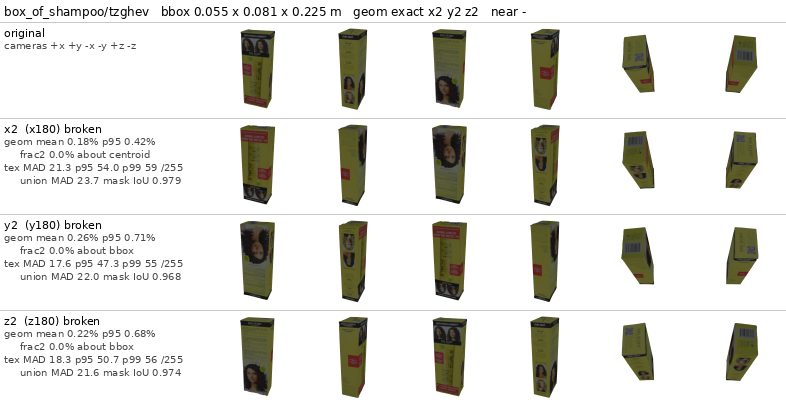 box_of_shampoo/tzghev   bbox 0.055 x 0.081 x 0.225 m   geom exact x2 y2 z2   near -
original
cameras +x +y -x -y +z -z
x2  (x180) broken
geom mean 0.18% p95 0.42%
frac2 0.0% about centroid
tex MAD 21.3 p95 54.0 p99 59 /255
union MAD 23.7 mask IoU 0.979
y2  (y180) broken
geom mean 0.26% p95 0.71%
frac2 0.0% about bbox
tex MAD 17.6 p95 47.3 p99 55 /255
union MAD 22.0 mask IoU 0.968
z2  (z180) broken
geom mean 0.22% p95 0.68%
frac2 0.0% about bbox
tex MAD 18.3 p95 50.7 p99 56 /255
union MAD 21.6 mask IoU 0.974